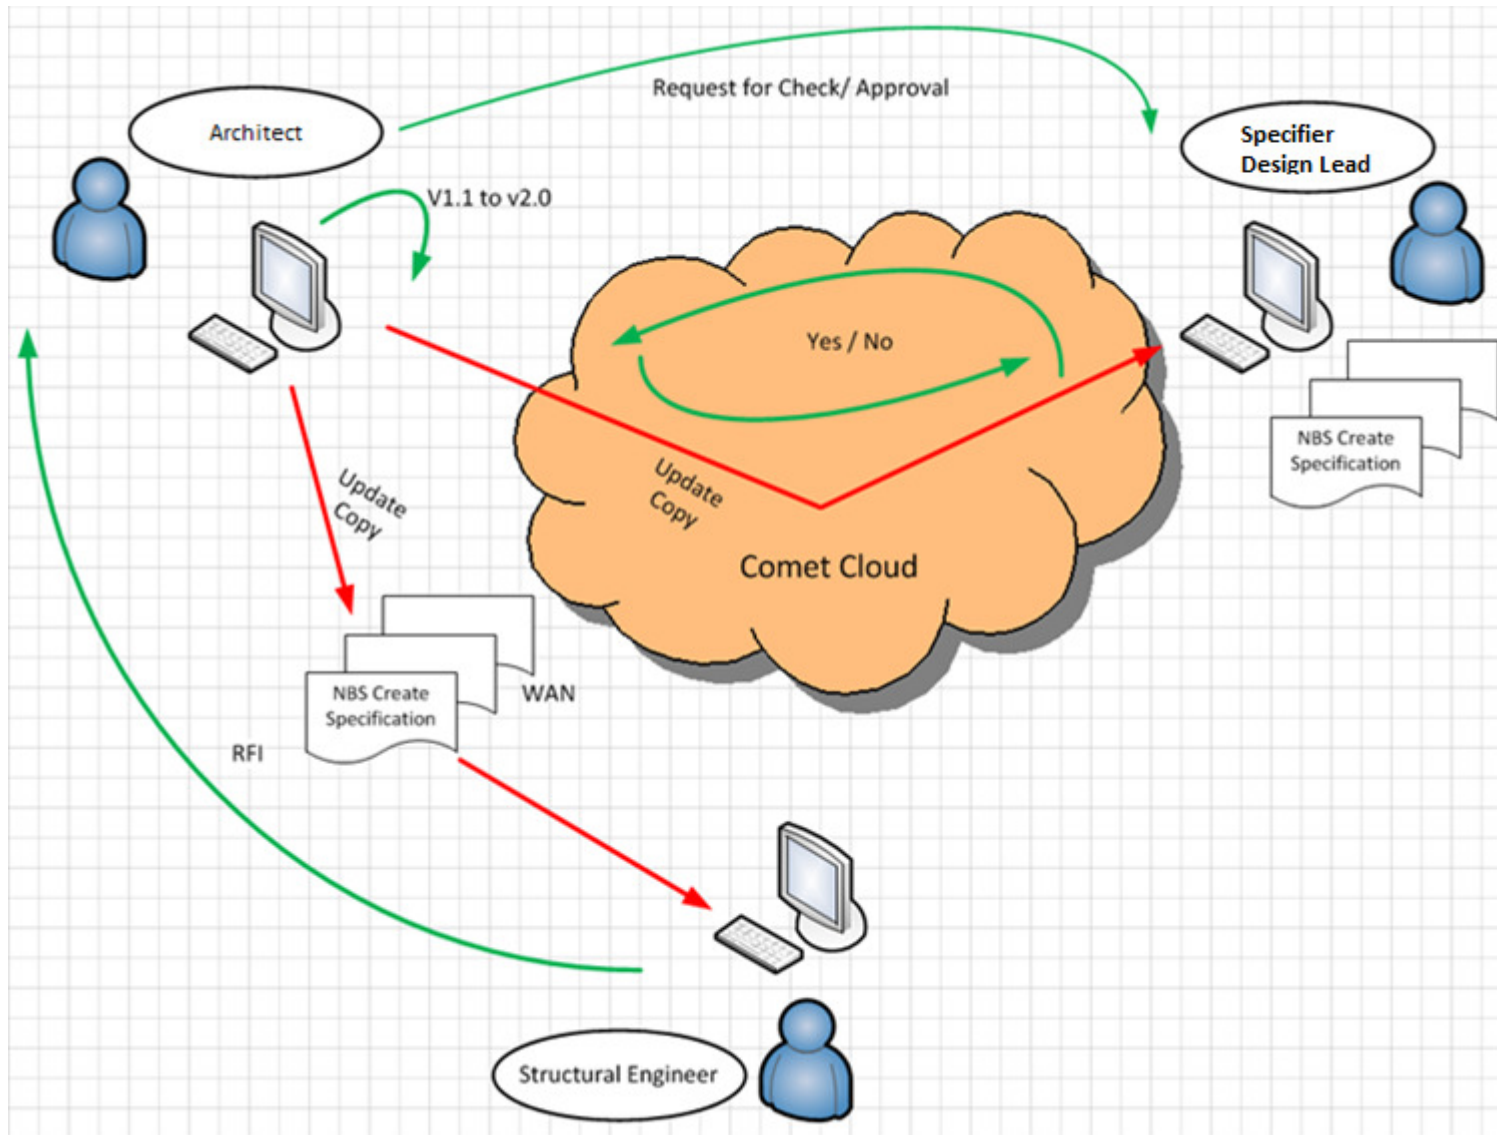 Request for Check/ Approval
Architect
Specifier
Design Lead
V1.1 to v2.0
Yes / No
NBS Create
Specification
Update
Copy
Update
Copy
Comet Cloud
NBS Create
Specification
WAN
RFI
Structural Engineer